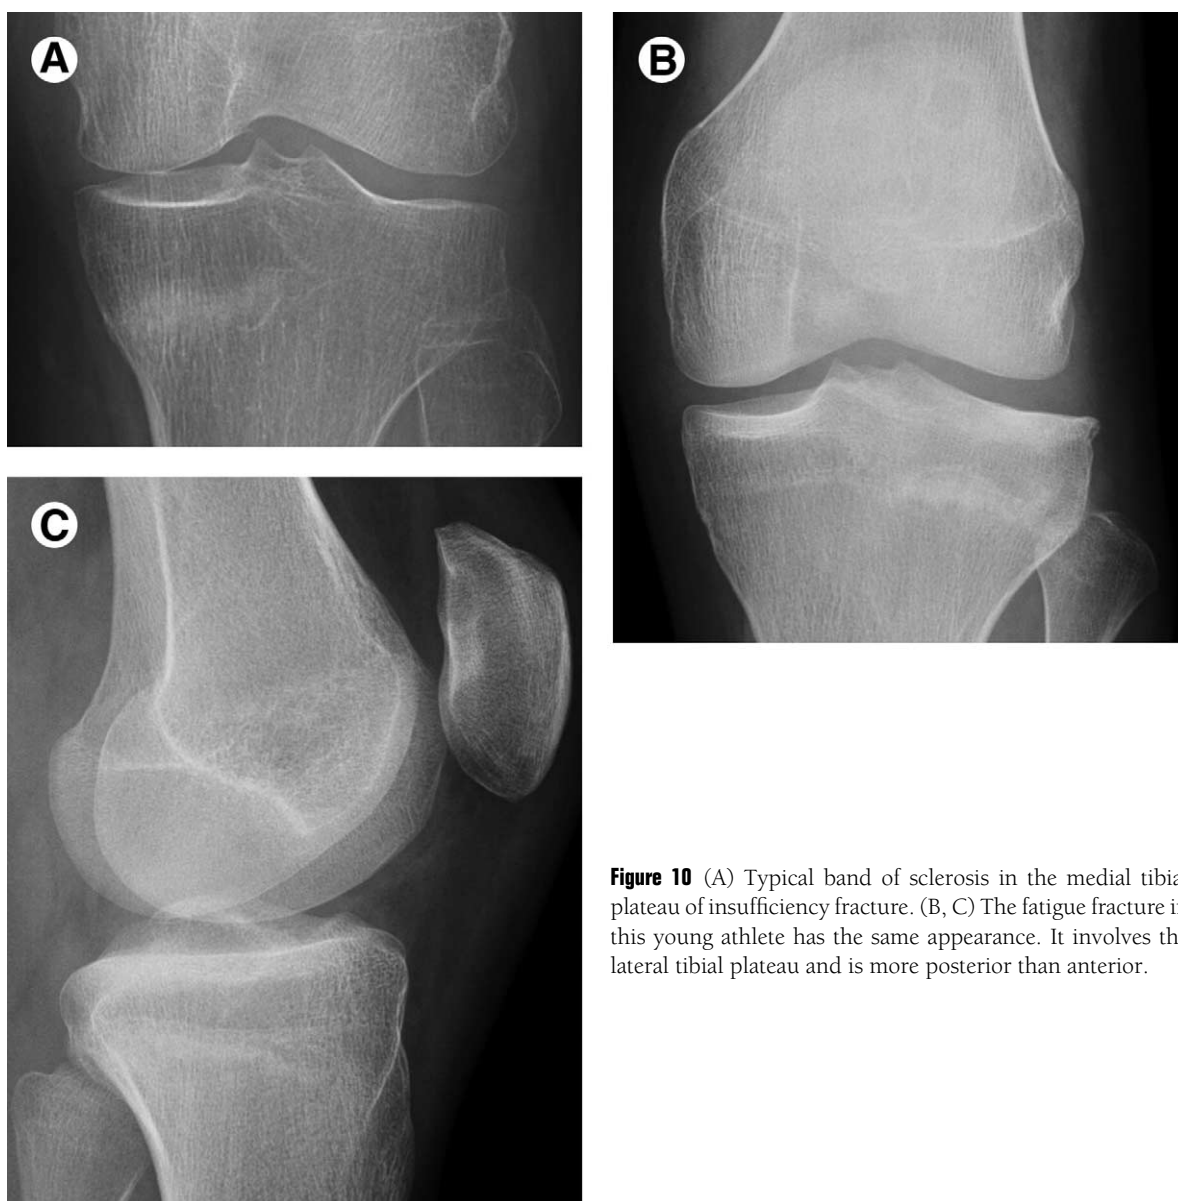 A
B
C
Figure 10 (A) Typical band of sclerosis in the medial tibia
plateau of insufficiency fracture. (B, C) The fatigue fracture i
this young athlete has the same appearance. It involves th
lateral tibial plateau and is more posterior than anterior.